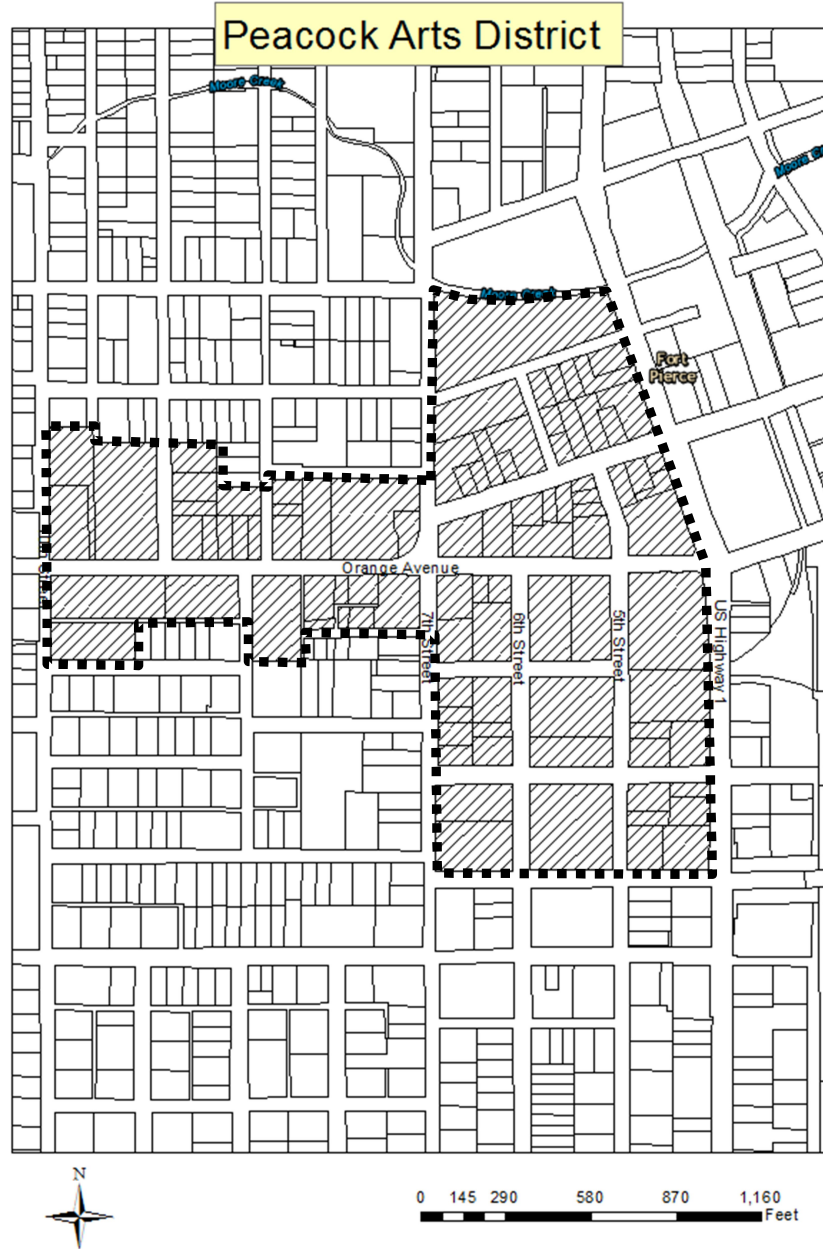 Peacock Arts District
Moore Creek
Moore Creek
Fort
Pierce
Orange Avenue
7th Street
6th Street
5th Street
US Highway 1
N
0 145 290 580 870 1,160
Feet